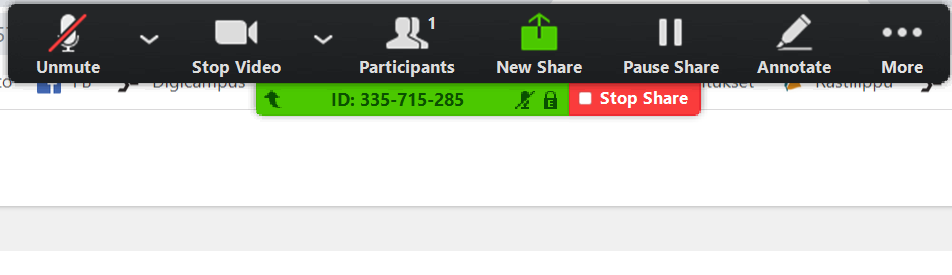 1
Unmute Stop Video Participants New Share Pause Share Annotate More
Fb Digicampus
ID: 335-715-285 Stop Share